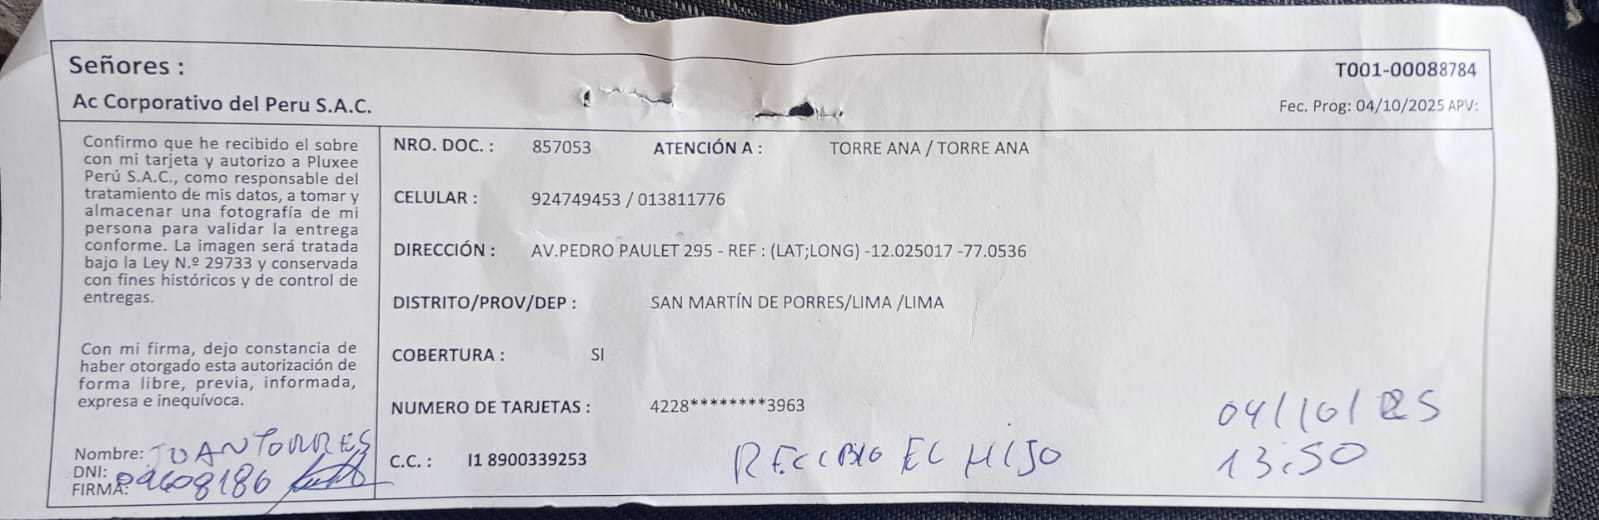 Señores :
T001-00088784
Ac Corporativo del Peru S.A.C.
Fec. Prog: 04/10/2025 APV:
Confirmo que he recibido el sobre
con mi tarjeta y autorizo a Pluxee
Perú S.A.C., como responsable del
tratamiento de mis datos, a tomar y
almacenar una fotografía de mi
persona para validar la entrega
conforme. La imagen será tratada
bajo la Ley N.º 29733 y conservada
con fines históricos y de control de
entregas.
Con mi firma, dejo constancia de
haber otorgado esta autorización de
forma libre, previa, informada,
expresa e inequívoca.
Nombre: JUAN TORRES
DNI: 09608186
FIRMA:
NRO. DOC. : 857053 ATENCIÓN A : TORRE ANA / TORRE ANA
CELULAR : 924749453 / 013811776
DIRECCIÓN : AV.PEDRO PAULET 295 - REF : (LAT;LONG) -12.025017 -77.0536
DISTRITO/PROV/DEP : SAN MARTÍN DE PORRES/LIMA /LIMA
COBERTURA : SI
NUMERO DE TARJETAS : 4228********3963
C.C. : I1 8900339253
RECIBIO EL HIJO
04/10/25
13:50